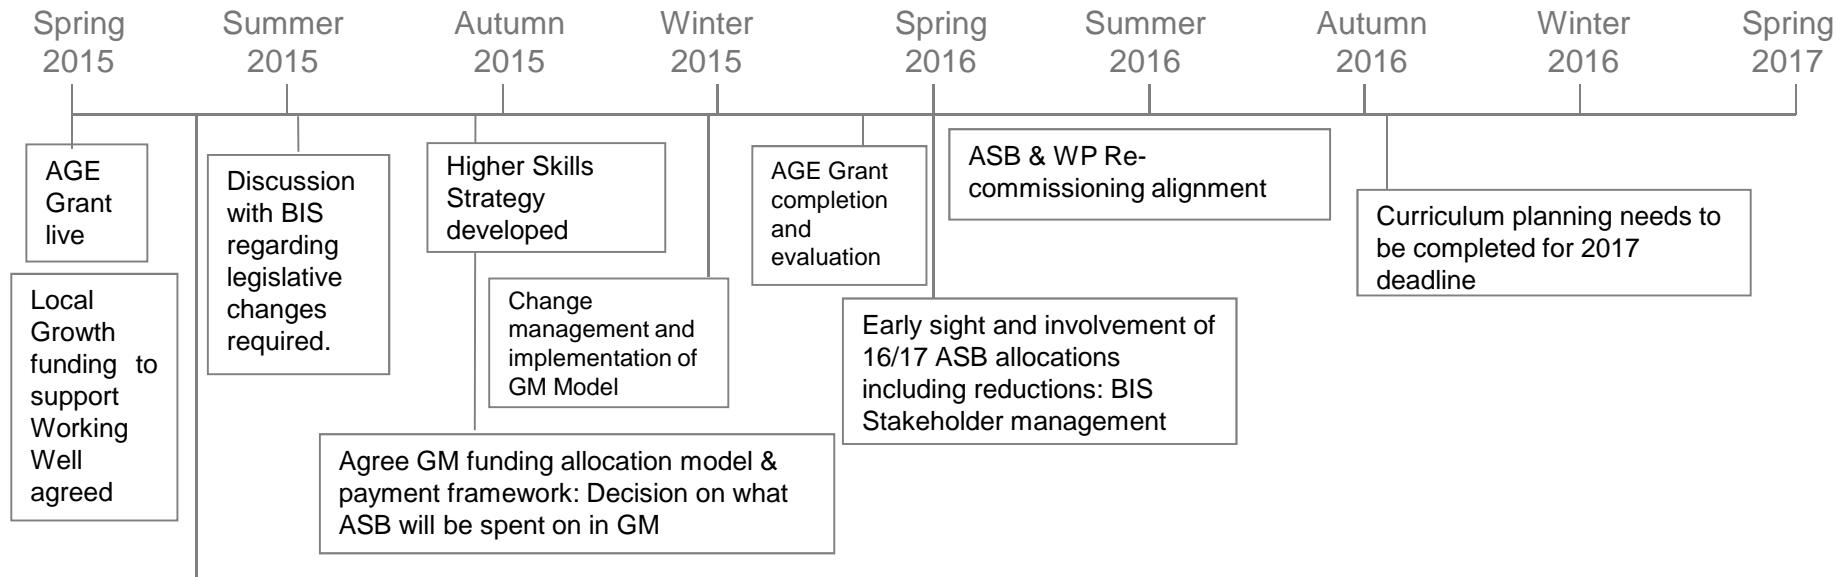 Spring
2015
Summer
2015
Autumn
2015
Winter
2015
Spring
2016
Summer
2016
Autumn
2016
Winter
2016
Spring
2017
AGE
Grant
live
Local
Growth
funding to
support
Working
Well
agreed
Discussion
with BIS
regarding
legislative
changes
required.
Higher Skills
Strategy
developed
Change
management and
implementation of
GM Model
Agree GM funding allocation model &
payment framework: Decision on what
ASB will be spent on in GM
AGE Grant
completion
and
evaluation
ASB & WP Re-
commissioning alignment
Early sight and involvement of
16/17 ASB allocations
including reductions: BIS
Stakeholder management
Curriculum planning needs to
be completed for 2017
deadline